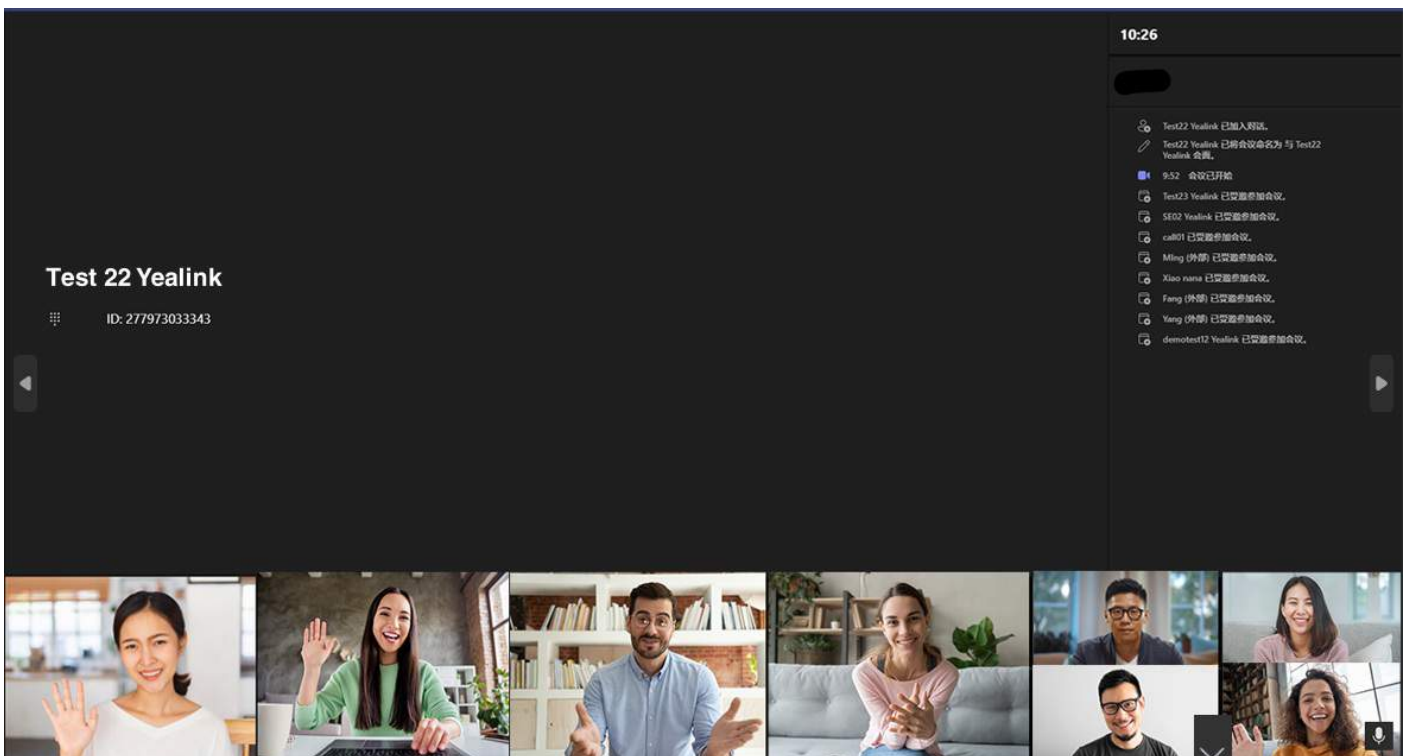 10:26
Test22 Yealink 已加入对话。
Test22 Yealink 已将会议命名为 与 Test22
Yealink 会面。
9:52 会议已开始
Test23 Yealink 已受邀参加会议。
SE02 Yealink 已受邀参加会议。
call01 已受邀参加会议。
Ming (外部) 已受邀参加会议。
Xiao nana 已受邀参加会议。
Fang (外部) 已受邀参加会议。
Yang (外部) 已受邀参加会议。
demotest12 Yealink 已受邀参加会议。
Test 22 Yealink
ID: 277973033343